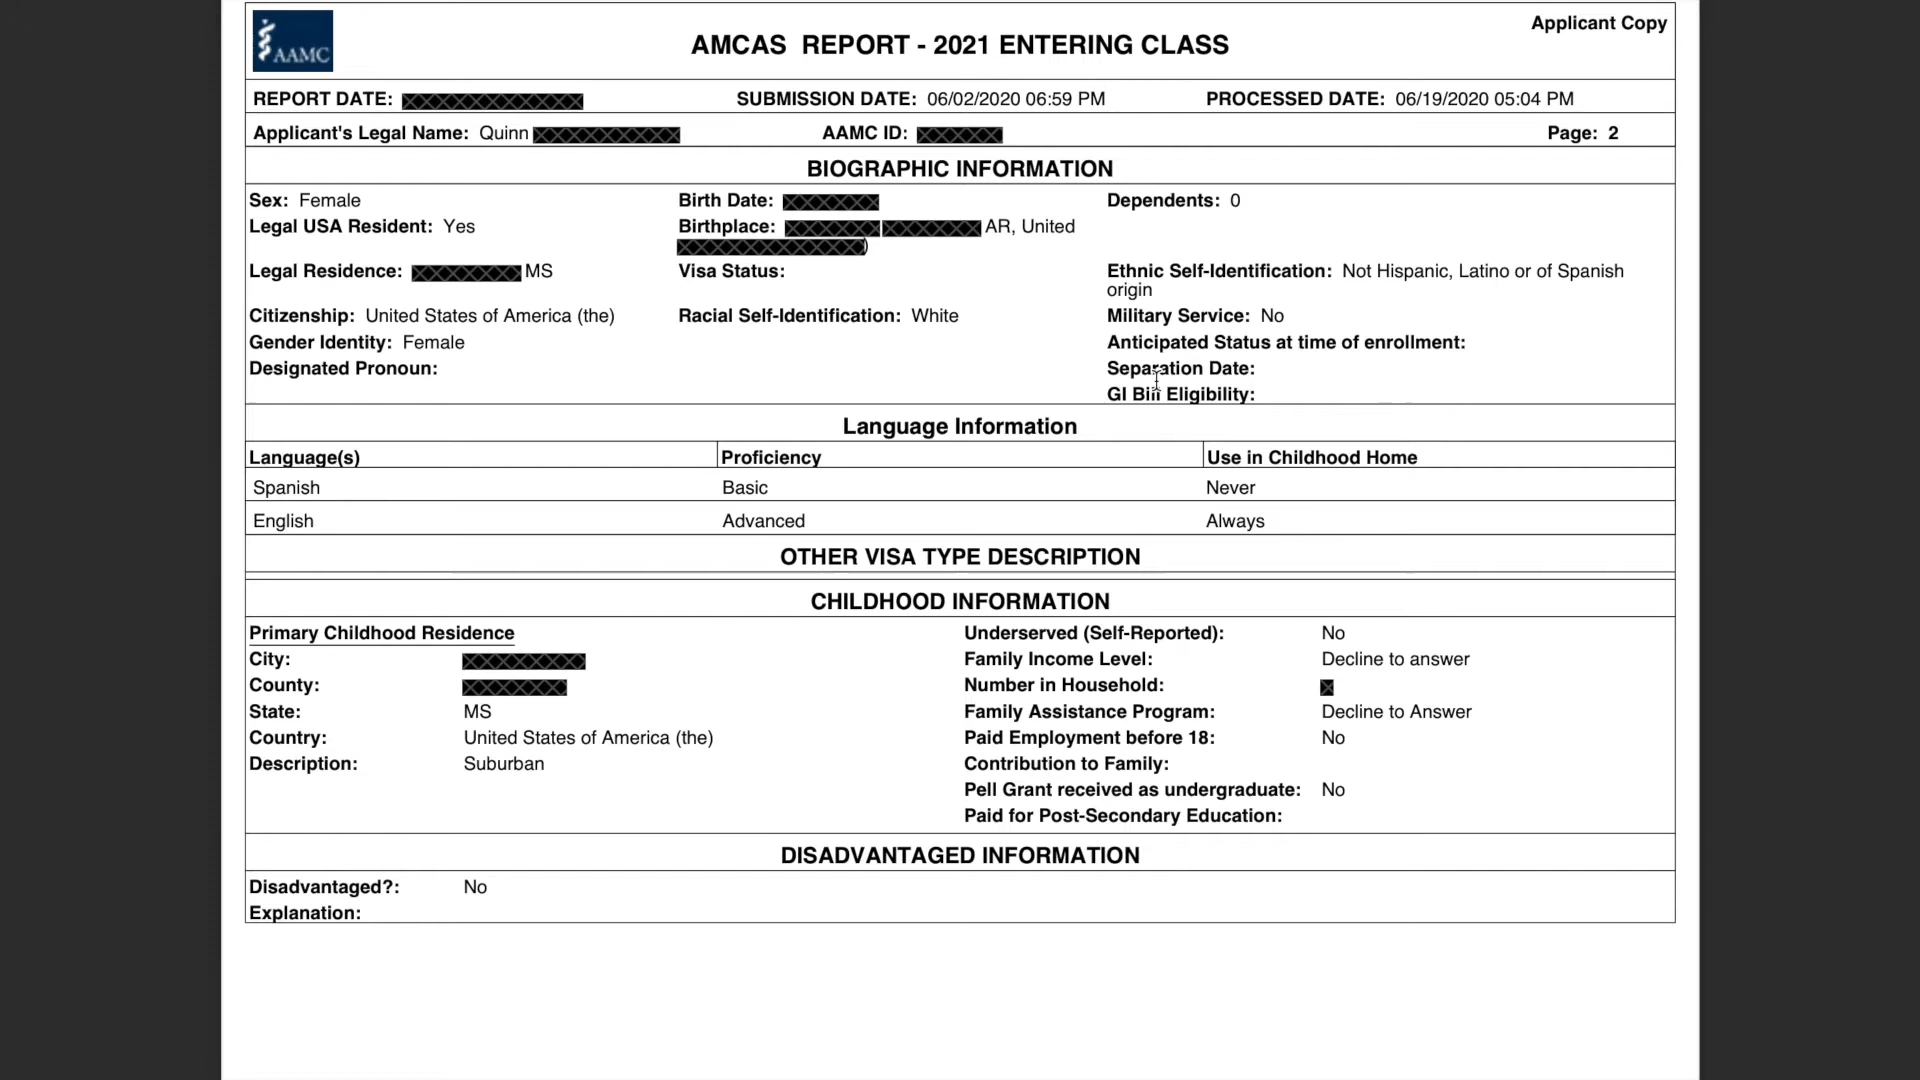 AAMC
Applicant Copy
AMCAS REPORT - 2021 ENTERING CLASS
REPORT DATE: SUBMISSION DATE: 06/02/2020 06:59 PM PROCESSED DATE: 06/19/2020 05:04 PM
Applicant's Legal Name: Quinn AAMC ID: Page: 2
BIOGRAPHIC INFORMATION
Sex: Female Birth Date: Dependents: 0
Legal USA Resident: Yes Birthplace: AR, United
)
Legal Residence: MS Visa Status: Ethnic Self-Identification: Not Hispanic, Latino or of Spanish
origin
Citizenship: United States of America (the) Racial Self-Identification: White Military Service: No
Gender Identity: Female Anticipated Status at time of enrollment:
Designated Pronoun: Separation Date:
GI Bill Eligibility:
Language Information
Language(s) Proficiency Use in Childhood Home
Spanish Basic Never
English Advanced Always
OTHER VISA TYPE DESCRIPTION
CHILDHOOD INFORMATION
Primary Childhood Residence Underserved (Self-Reported): No
City: Family Income Level: Decline to answer
County: Number in Household:
State: MS Family Assistance Program: Decline to Answer
Country: United States of America (the) Paid Employment before 18: No
Description: Suburban Contribution to Family:
Pell Grant received as undergraduate: No
Paid for Post-Secondary Education:
DISADVANTAGED INFORMATION
Disadvantaged?: No
Explanation: